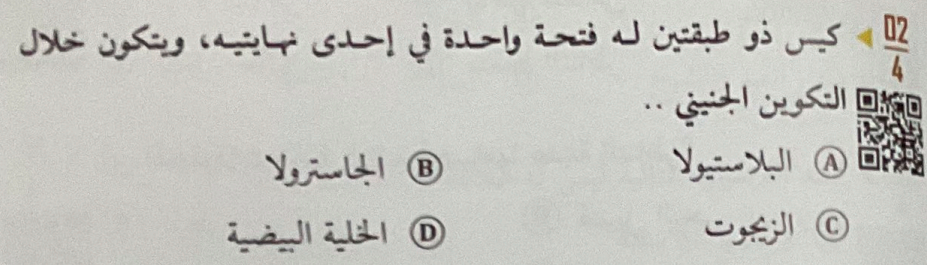 02/4 ◀ كيس ذو طبقتين له فتحة واحدة في إحدى نهايتيه، ويتكون خلال
التكوين الجنيني ..
A البلاستيولا B الجاسترولا
C الزيجوت D الخلية البيضية